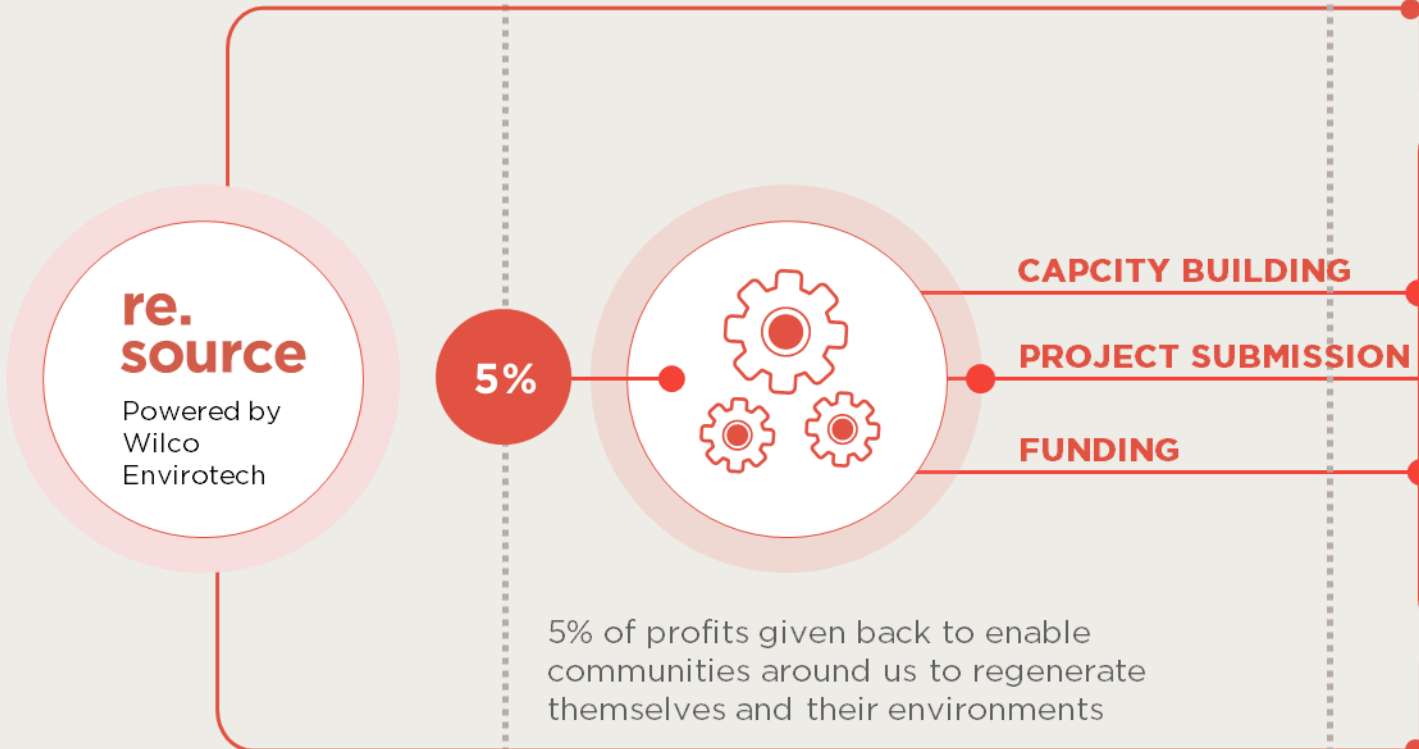 re.
source
Powered by
Wilco
Envirotech
5%
CAPCITY BUILDING
PROJECT SUBMISSION
FUNDING
5% of profits given back to enable
communities around us to regenerate
themselves and their environments